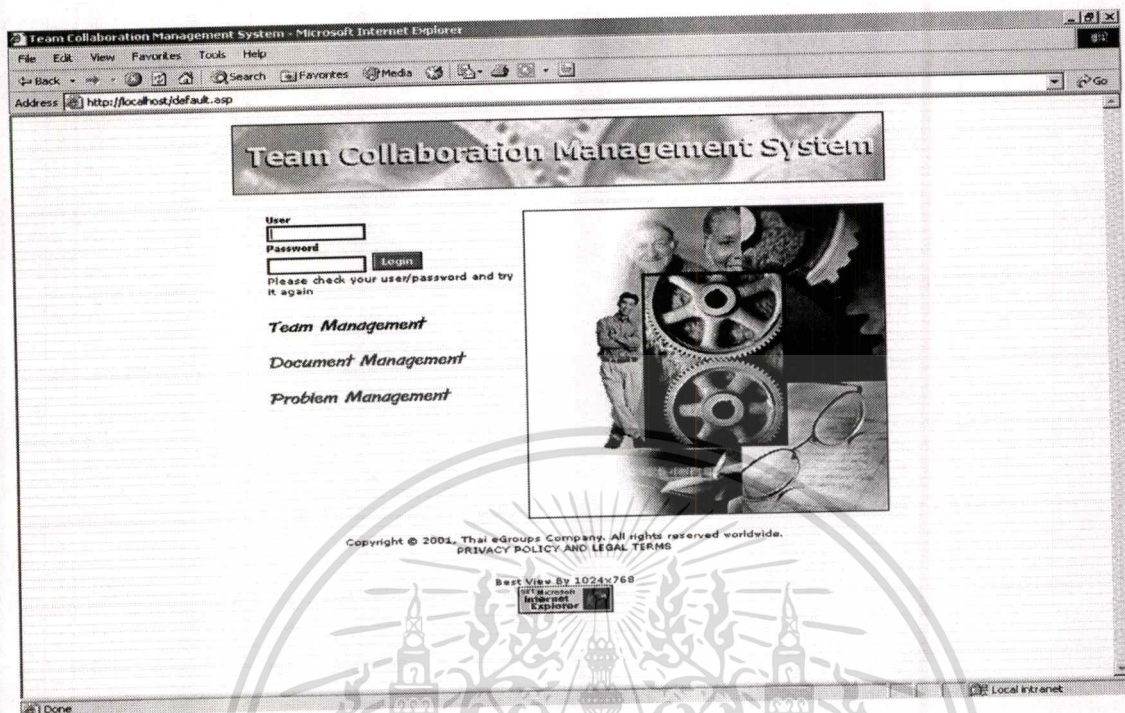 Team Collaboration Management System - Microsoft Internet Explorer
File Edit View Favorites Tools Help
Back Search Favorites Media
Address http://localhost/default.asp Go
Team Collaboration Management System
User
Password
Login
Please check your user/password and try
it again
Team Management
Document Management
Problem Management
Copyright © 2001, Thai eGroups Company. All rights reserved worldwide.
PRIVACY POLICY AND LEGAL TERMS
Best View By 1024x768
GET Microsoft
Internet
Explorer
Done Local intranet